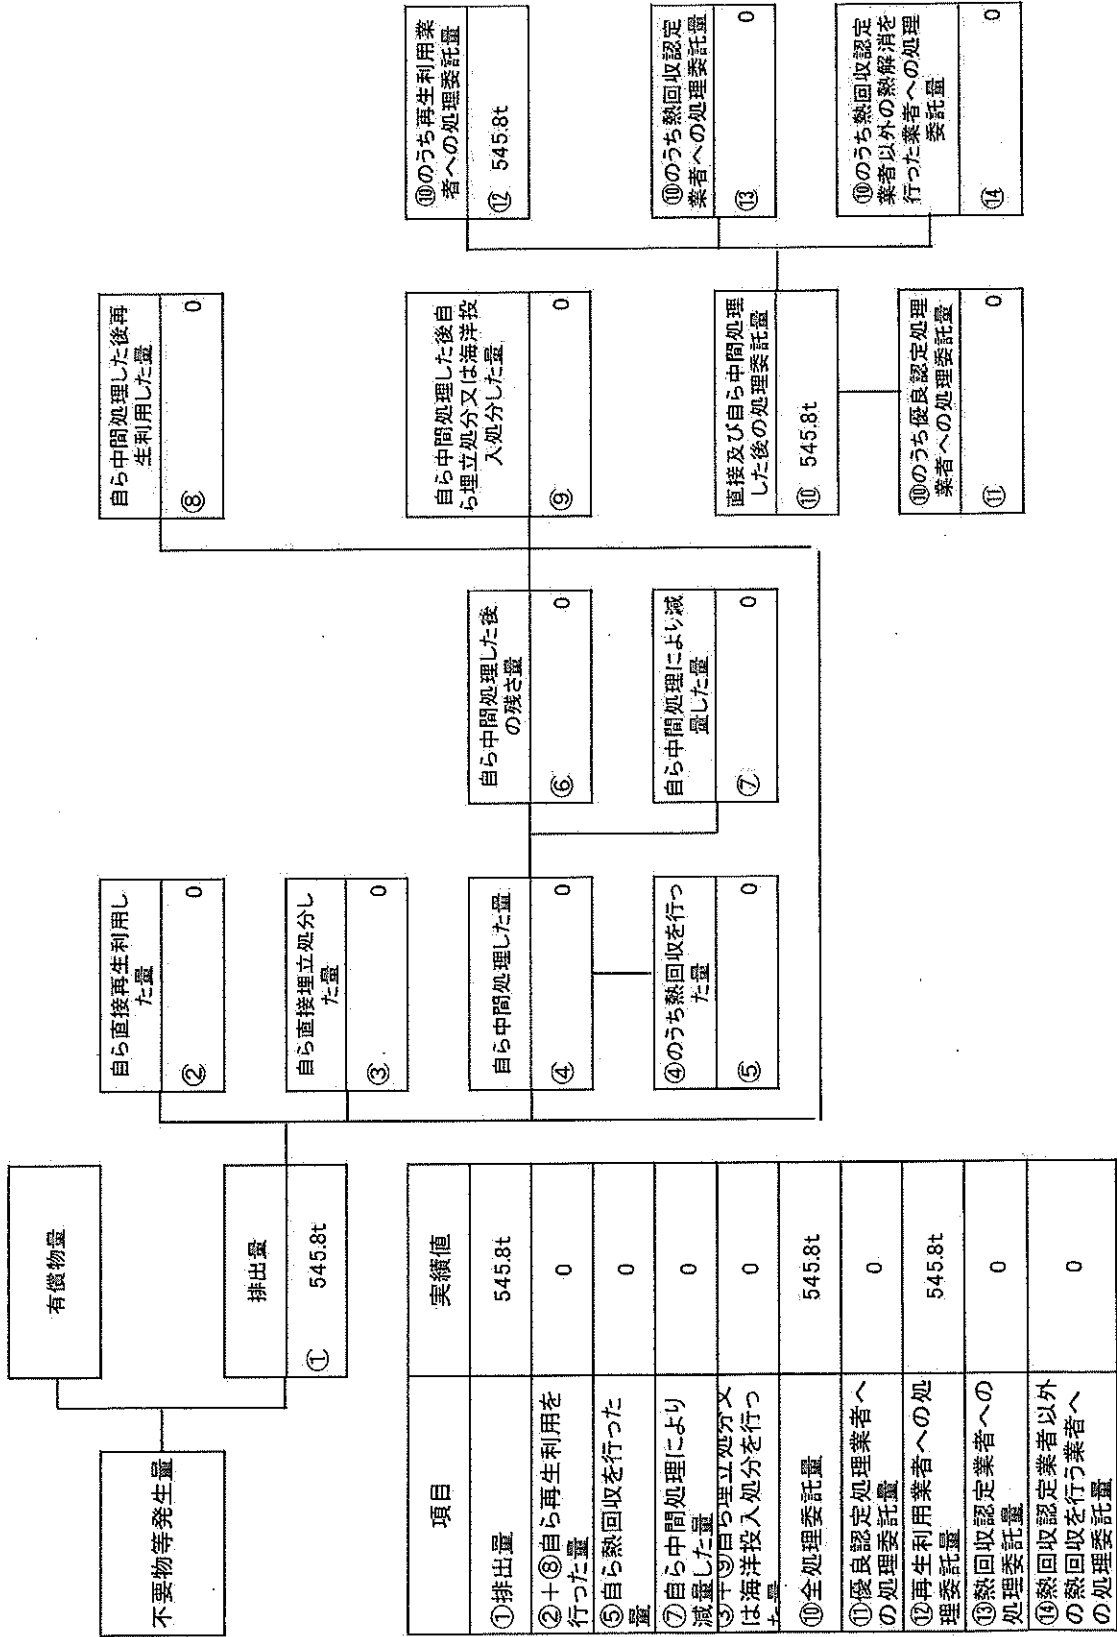 不要物等発生量
有償物量
排出量
① 545.8t
自ら直接再生利用し
た量
② 0
自ら直接埋立処分し
た量
③ 0
自ら中間処理した量
④ 0
④のうち熱回収を行っ
た量
⑤ 0
自ら中間処理した後
の残さ量
⑥ 0
自ら中間処理により減
量した量
⑦ 0
自ら中間処理した後再
生利用した量
⑧ 0
自ら中間処理した後自
ら埋立処分又は海洋投
入処分した量
⑨ 0
直接及び自ら中間処理
した後の処理委託量
⑩ 545.8t
⑩のうち優良認定処理
業者への処理委託量
⑪ 0
⑩のうち再生利用業
者への処理委託量
⑫ 545.8t
⑩のうち熱回収認定
業者への処理委託量
⑬ 0
⑩のうち熱回収認定
業者以外の熱解消を
行った業者への処理
委託量
⑭ 0
項目 実績値
①排出量 545.8t
②+⑧自ら再生利用を
行った量 0
⑤自ら熱回収を行った
量 0
⑦自ら中間処理により
減量した量 0
③+⑨自ら埋立処分又
は海洋投入処分を行っ
た量 0
⑩全処理委託量 545.8t
⑪優良認定処理業者へ
の処理委託量 0
⑫再生利用業者への処
理委託量 545.8t
⑬熱回収認定業者への
処理委託量 0
⑭熱回収認定業者以外
の熱回収を行う業者へ
の処理委託量 0